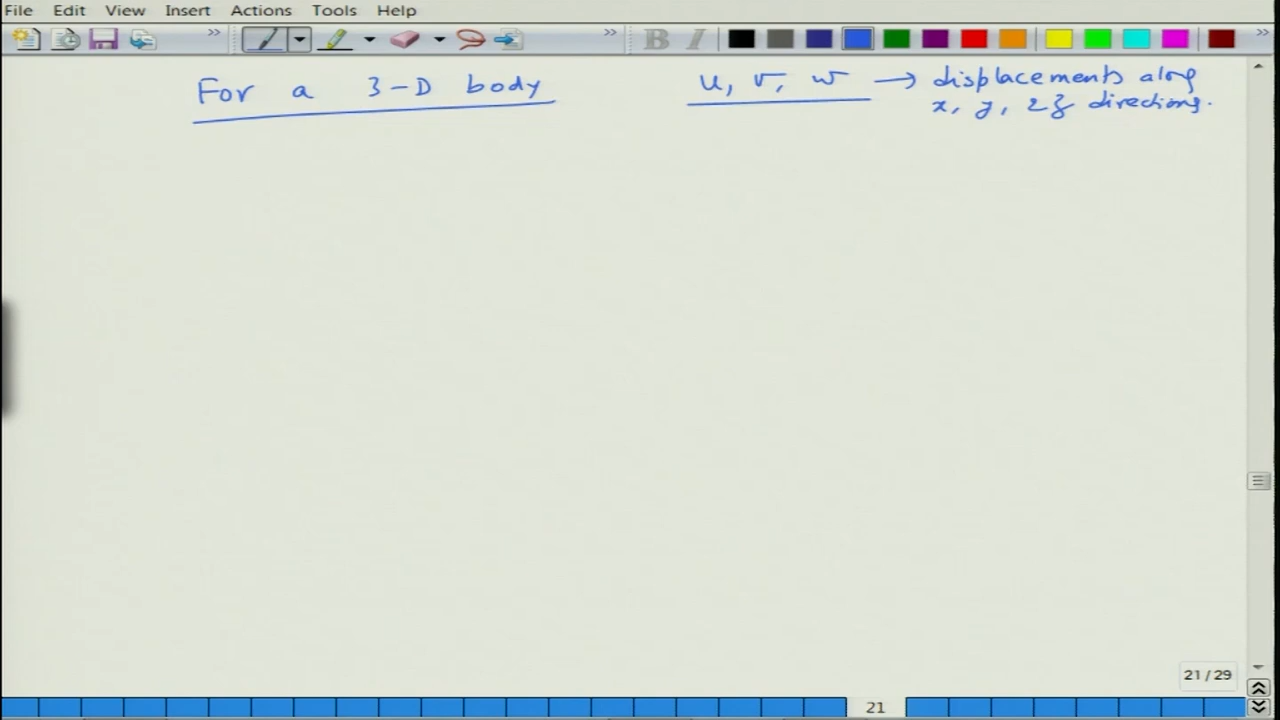 File Edit View Insert Actions Tools Help
B I
For a 3-D body
u, v, w → displacements along
x, y, z directions.
21 / 29
21